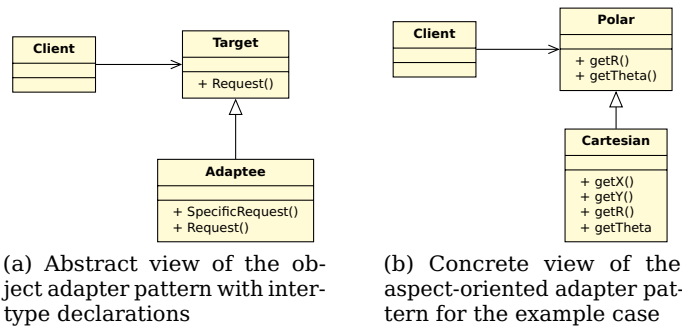 Client
Target
+ Request()
Adaptee
+ SpecificRequest()
+ Request()
(a) Abstract view of the ob-
ject adapter pattern with inter-
type declarations
Client
Polar
+ getR()
+ getTheta()
Cartesian
+ getX()
+ getY()
+ getR()
+ getTheta
(b) Concrete view of the
aspect-oriented adapter pat-
tern for the example case